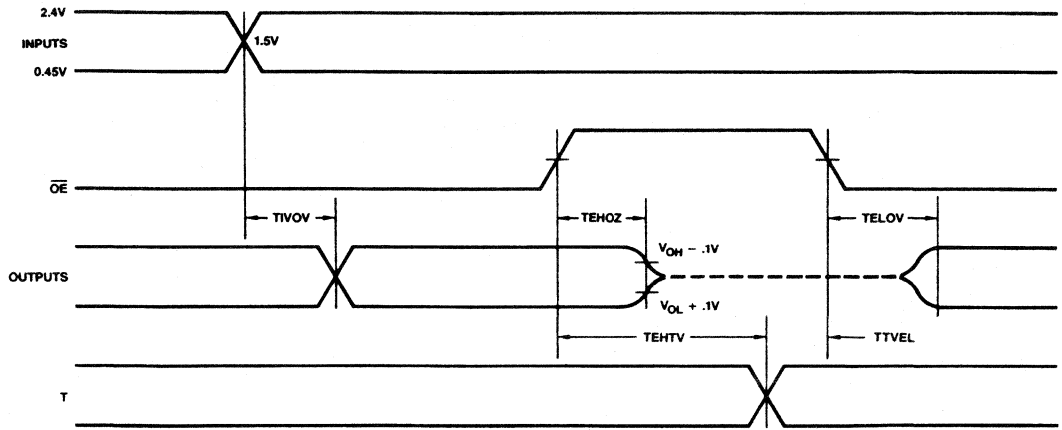 2.4V
INPUTS
1.5V
0.45V
OE
TIVOV
TEHOZ
TELOV
VOH − .1V
OUTPUTS
VOL + .1V
TEHTV
TTVEL
T